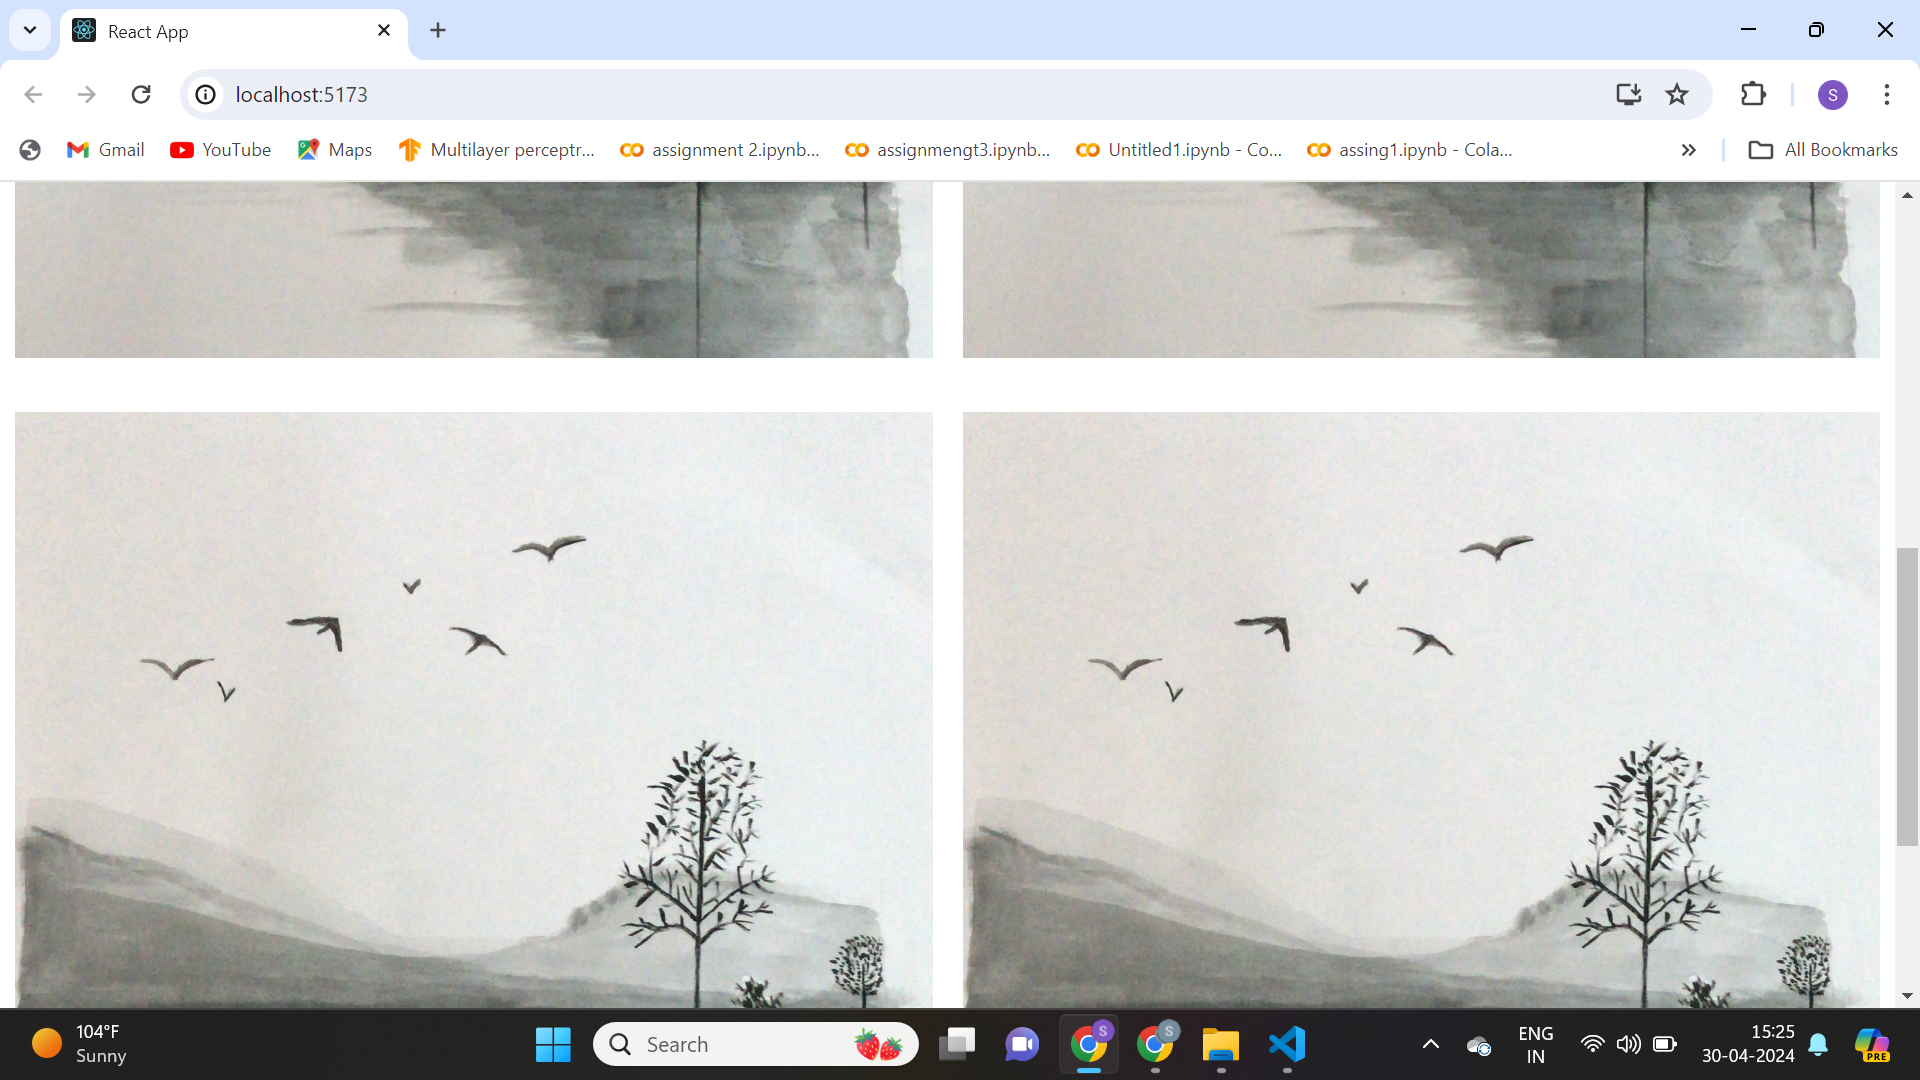 React App
localhost:5173
Gmail
YouTube
Maps
Multilayer perceptr...
assignment 2.ipynb...
assignmengt3.ipynb...
Untitled1.ipynb - Co...
assing1.ipynb - Cola...
All Bookmarks
S
104°F
Sunny
Search
S
S
ENG
IN
15:25
30-04-2024
PRE